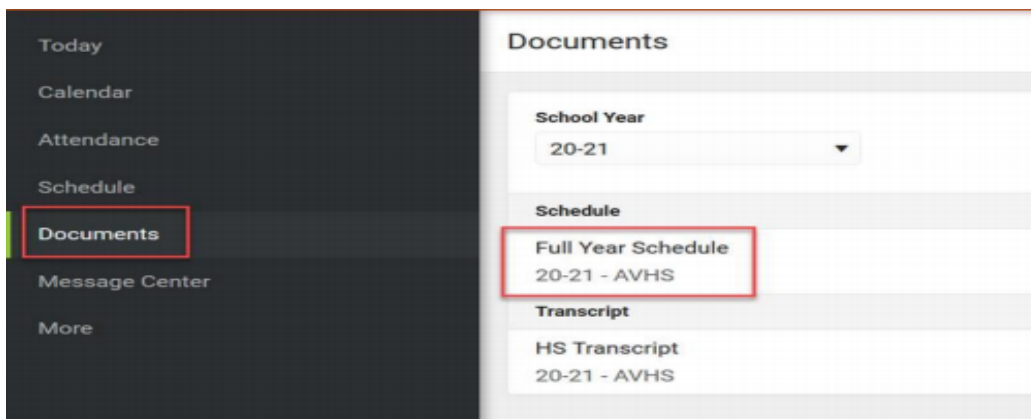 Today
Calendar
Attendance
Schedule
Documents
Message Center
More
Documents
School Year
20-21
Schedule
Full Year Schedule
20-21 - AVHS
Transcript
HS Transcript
20-21 - AVHS